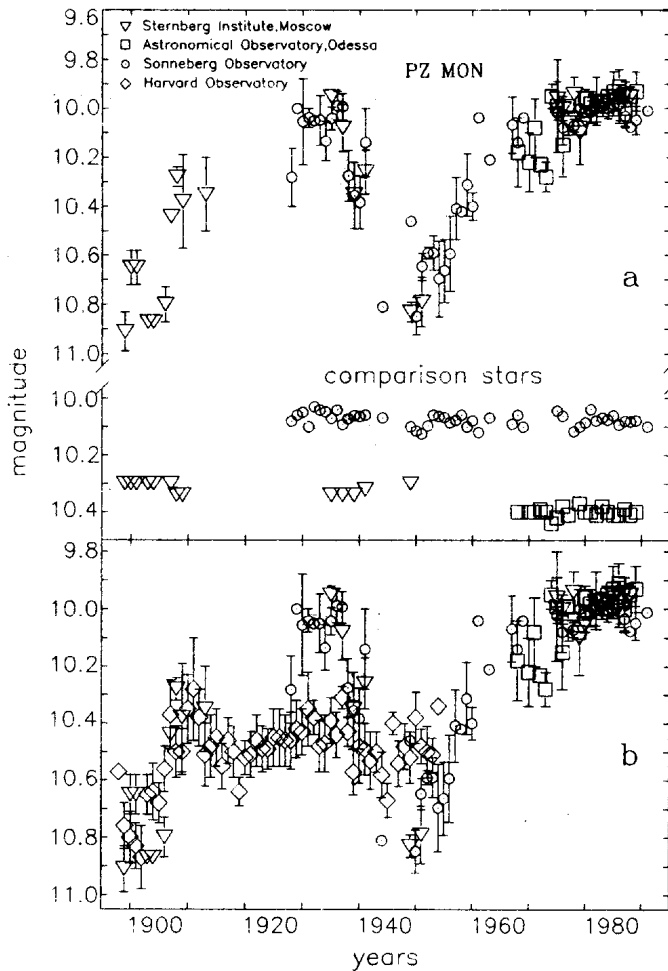 9.6
9.8
10.0
10.2
10.4
10.6
10.8
11.0
▽ Sternberg Institute,Moscow
□ Astronomical Observatory,Odessa
○ Sonneberg Observatory
◇ Harvard Observatory
PZ MON
a
comparison stars
10.0
10.2
10.4
magnitude
9.8
10.0
10.2
10.4
10.6
10.8
11.0
b
1900 1920 1940 1960 1980
years